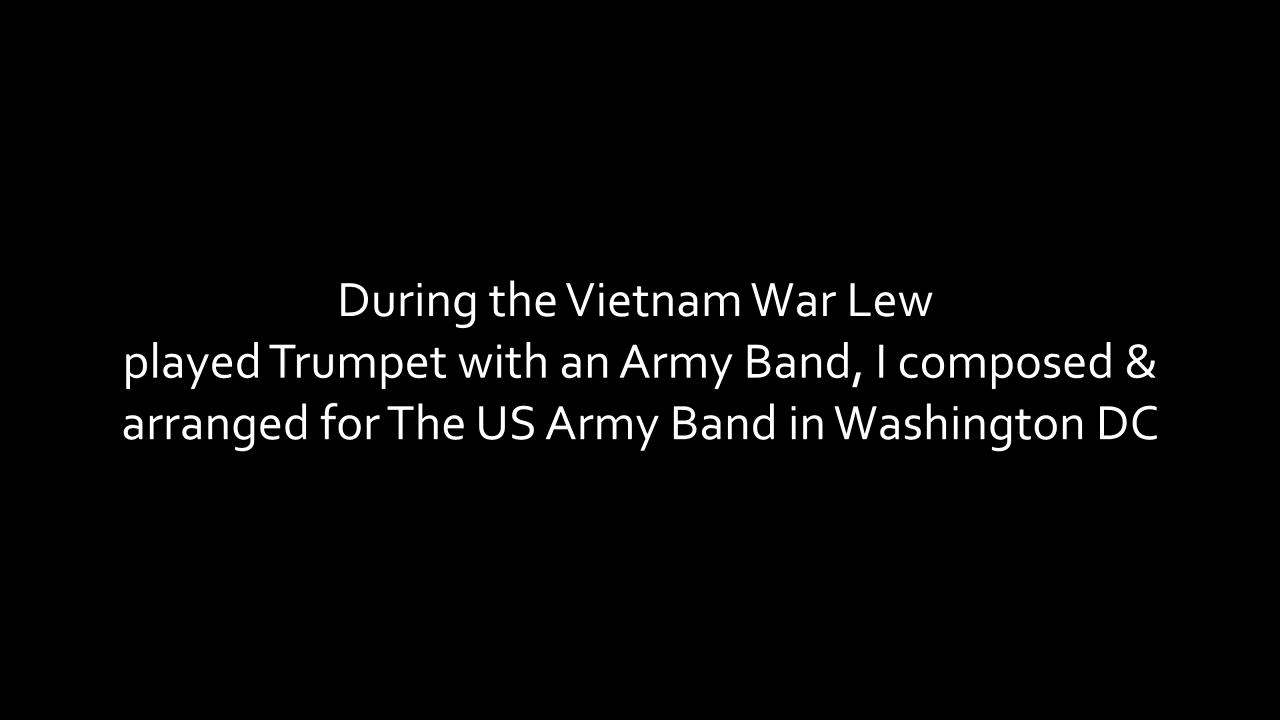 During the Vietnam War Lew
played Trumpet with an Army Band, I composed &
arranged for The US Army Band in Washington DC